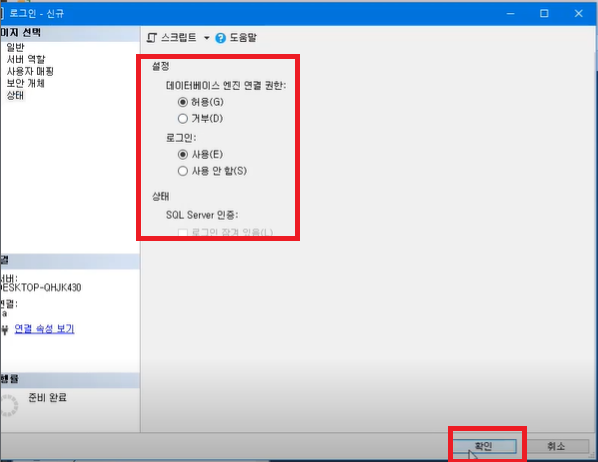 로그인 - 신규
이지 선택
일반
서버 역할
사용자 매핑
보안 개체
상태
스크립트
도움말
설정
데이터베이스 엔진 연결 권한:
허용(G)
거부(D)
로그인:
사용(E)
사용 안 함(S)
상태
SQL Server 인증:
로그인 잠겨 있음(L)
결
서버:
DESKTOP-QHJK430
연결:
a
연결 속성 보기
행률
준비 완료
확인
취소